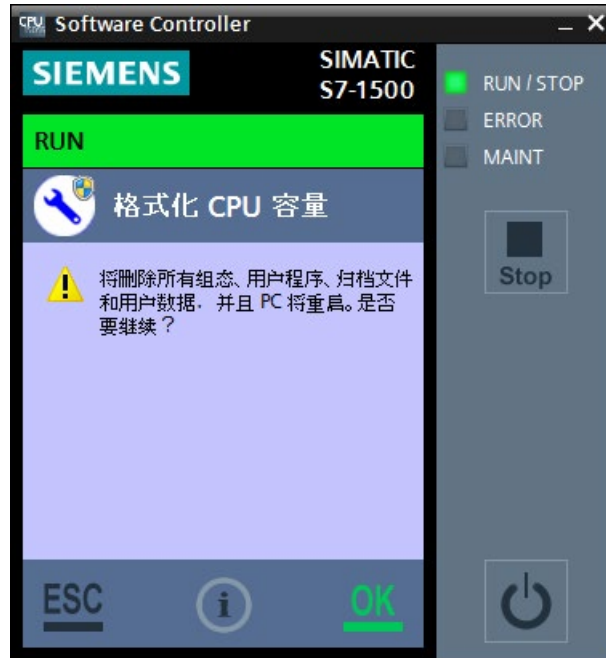 CPU Software Controller
SIEMENS
SIMATIC
S7-1500
RUN
格式化 CPU 容量
将删除所有组态、用户程序、归档文件
和用户数据，并且 PC 将重启。是否
要继续？
ESC
i
OK
RUN / STOP
ERROR
MAINT
Stop